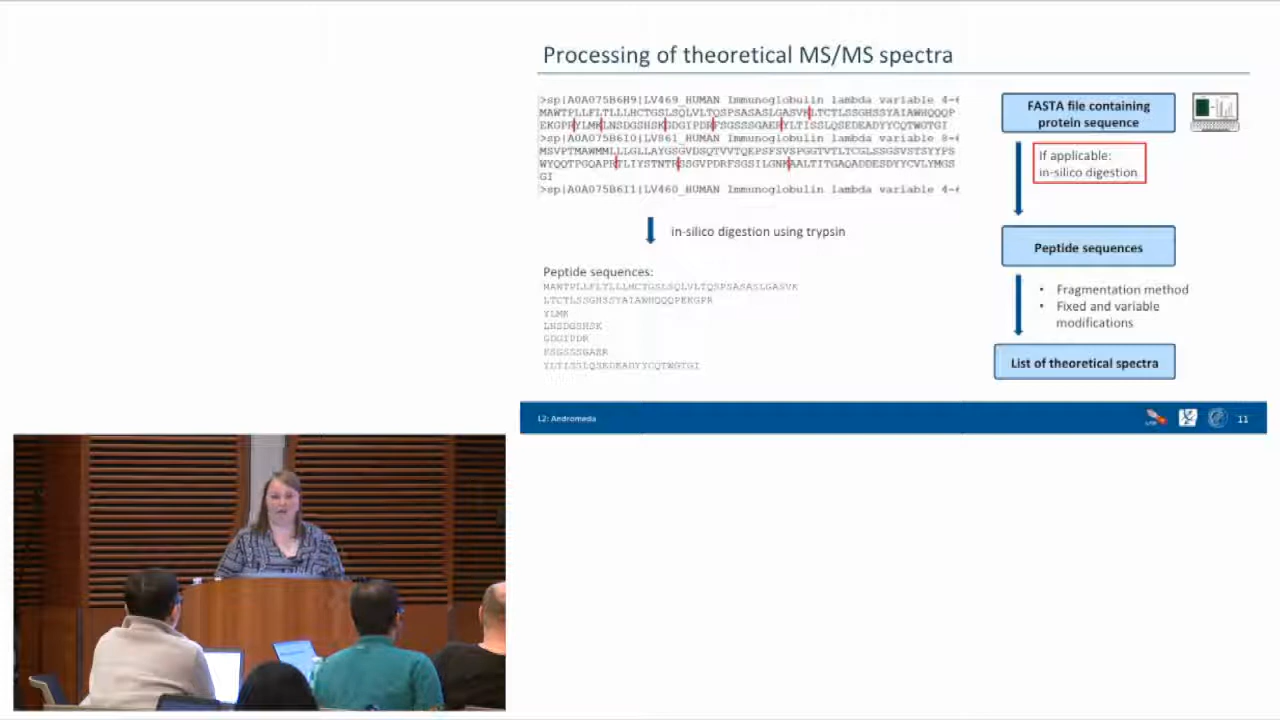 Processing of theoretical MS/MS spectra
>sp|A0A075B6H9|LV469_HUMAN Immunoglobulin lambda variable 4-6
MAWTPLLFLTLLLHCTGSLSQLVLTQSPSASASLGASVKLTCTLSSGHSSYAIAWHQQQP
EKGPRYLMKLNSDGSHSKGDGIPDRFSGSSSGAERYLTISSLQSEDEADYYCQTWGTGI
>sp|A0A075B6I0|LV861_HUMAN Immunoglobulin lambda variable 8-6
MSVPTMAWMMLLLGLLAYGSGVDSQTVVTQEPSFSVSPGGTVTLTCGLSSGSVSTSYYPS
WYQQTPGQAPRTLIYSTNTRSSGVPDRFSGSILGNKAALTITGAQADDESDYYCVLYMGS
GI
>sp|A0A075B6I1|LV460_HUMAN Immunoglobulin lambda variable 4-6
in-silico digestion using trypsin
Peptide sequences:
MAWTPLLFLTLLLHCTGSLSQLVLTQSPSASASLGASVK
LTCTLSSGHSSYAIAWHQQQPEKGPR
YLMK
LNSDGSHSK
GDGIPDR
FSGSSSGAER
YLTISSLQSEDEADYYCQTWGTGI
FASTA file containing
protein sequence
If applicable:
in-silico digestion
Peptide sequences
• Fragmentation method
• Fixed and variable
modifications
List of theoretical spectra
L2: Andromeda
11